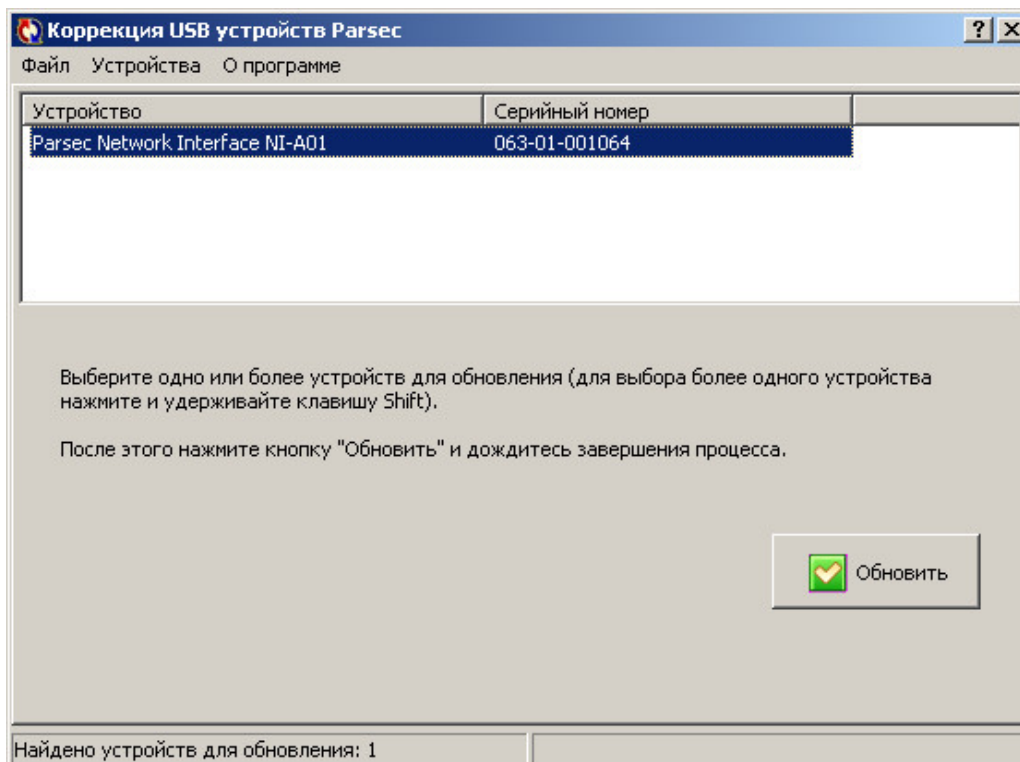 Коррекция USB устройств Parsec
Файл Устройства О программе
Устройство Серийный номер
Parsec Network Interface NI-A01 063-01-001064
Выберите одно или более устройств для обновления (для выбора более одного устройства
нажмите и удерживайте клавишу Shift).
После этого нажмите кнопку "Обновить" и дождитесь завершения процесса.
Обновить
Найдено устройств для обновления: 1